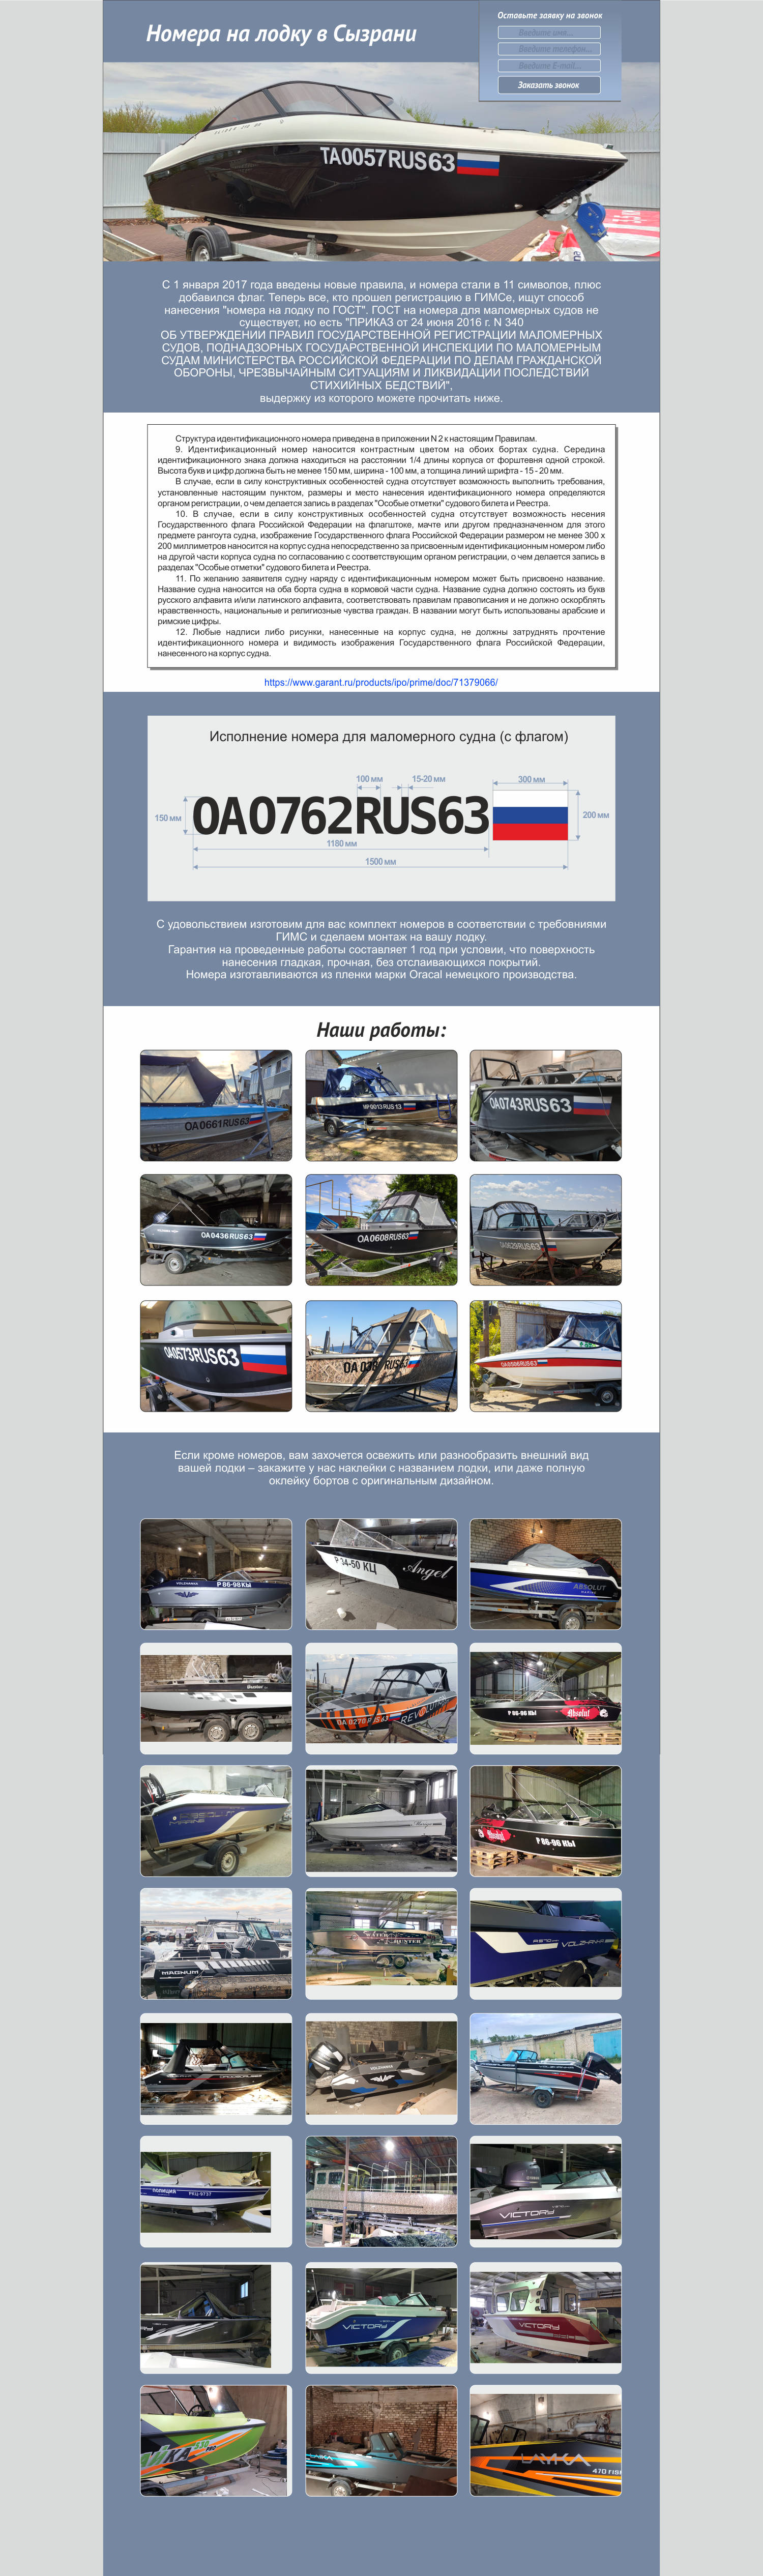 Номера на лодку в Сызрани
Оставьте заявку на звонок
Введите имя...
Введите телефон...
Введите E-mail...
Заказать звонок
TA0057RUS63
С 1 января 2017 года введены новые правила, и номера стали в 11 символов, плюс
добавился флаг. Теперь все, кто прошел регистрацию в ГИМСе, ищут способ
нанесения "номера на лодку по ГОСТ". ГОСТ на номера для маломерных судов не
существует, но есть "ПРИКАЗ от 24 июня 2016 г. N 340
ОБ УТВЕРЖДЕНИИ ПРАВИЛ ГОСУДАРСТВЕННОЙ РЕГИСТРАЦИИ МАЛОМЕРНЫХ
СУДОВ, ПОДНАДЗОРНЫХ ГОСУДАРСТВЕННОЙ ИНСПЕКЦИИ ПО МАЛОМЕРНЫМ
СУДАМ МИНИСТЕРСТВА РОССИЙСКОЙ ФЕДЕРАЦИИ ПО ДЕЛАМ ГРАЖДАНСКОЙ
ОБОРОНЫ, ЧРЕЗВЫЧАЙНЫМ СИТУАЦИЯМ И ЛИКВИДАЦИИ ПОСЛЕДСТВИЙ
СТИХИЙНЫХ БЕДСТВИЙ",
выдержку из которого можете прочитать ниже.
Структура идентификационного номера приведена в приложении N 2 к настоящим Правилам.
9. Идентификационный номер наносится контрастным цветом на обоих бортах судна. Середина
идентификационного знака должна находиться на расстоянии 1/4 длины корпуса от форштевня одной строкой.
Высота букв и цифр должна быть не менее 150 мм, ширина - 100 мм, а толщина линий шрифта - 15 - 20 мм.
В случае, если в силу конструктивных особенностей судна отсутствует возможность выполнить требования,
установленные настоящим пунктом, размеры и место нанесения идентификационного номера определяются
органом регистрации, о чем делается запись в разделах "Особые отметки" судового билета и Реестра.
10. В случае, если в силу конструктивных особенностей судна отсутствует возможность несения
Государственного флага Российской Федерации на флагштоке, мачте или другом предназначенном для этого
предмете рангоута судна, изображение Государственного флага Российской Федерации размером не менее 300 x
200 миллиметров наносится на корпус судна непосредственно за присвоенным идентификационным номером либо
на другой части корпуса судна по согласованию с соответствующим органом регистрации, о чем делается запись в
разделах "Особые отметки" судового билета и Реестра.
11. По желанию заявителя судну наряду с идентификационным номером может быть присвоено название.
Название судна наносится на оба борта судна в кормовой части судна. Название судна должно состоять из букв
русского алфавита и/или латинского алфавита, соответствовать правилам правописания и не должно оскорблять
нравственность, национальные и религиозные чувства граждан. В названии могут быть использованы арабские и
римские цифры.
12. Любые надписи либо рисунки, нанесенные на корпус судна, не должны затруднять прочтение
идентификационного номера и видимость изображения Государственного флага Российской Федерации,
нанесенного на корпус судна.
https://www.garant.ru/products/ipo/prime/doc/71379066/
Исполнение номера для маломерного судна (с флагом)
100 мм
15-20 мм
300 мм
150 мм
OA0762RUS63
200 мм
1180 мм
1500 мм
С удовольствием изготовим для вас комплект номеров в соответствии с требовниями
ГИМС и сделаем монтаж на вашу лодку.
Гарантия на проведенные работы составляет 1 год при условии, что поверхность
нанесения гладкая, прочная, без отслаивающихся покрытий.
Номера изготавливаются из пленки марки Oracal немецкого производства.
Наши работы:
OA0661RUS63
OA0743RUS63
OA0436RUS63
OA0608RUS63
OA0629RUS63
OA0573RUS63
OA 038
RUS63
Если кроме номеров, вам захочется освежить или разнообразить внешний вид
вашей лодки – закажите у нас наклейки с названием лодки, или даже полную
оклейку бортов с оригинальным дизайном.
VOLZHANKA
Р 86-98 КЫ
Р 34-50 КЦ
Angel
ABSOLUT
Buster
OA 0270 RUS63
REVOLUTION
Р 86-96 КЫ
Absolut
ABSOLUT
MARINE
Absolut
Р 86-96 КЫ
MAGNUM
WATER
HUNTER
VOLZHANKA
VOLZHANKA
ПОЛИЦИЯ
VICTORY
VICTORY
VICTORY
530
PRO
470 FISH